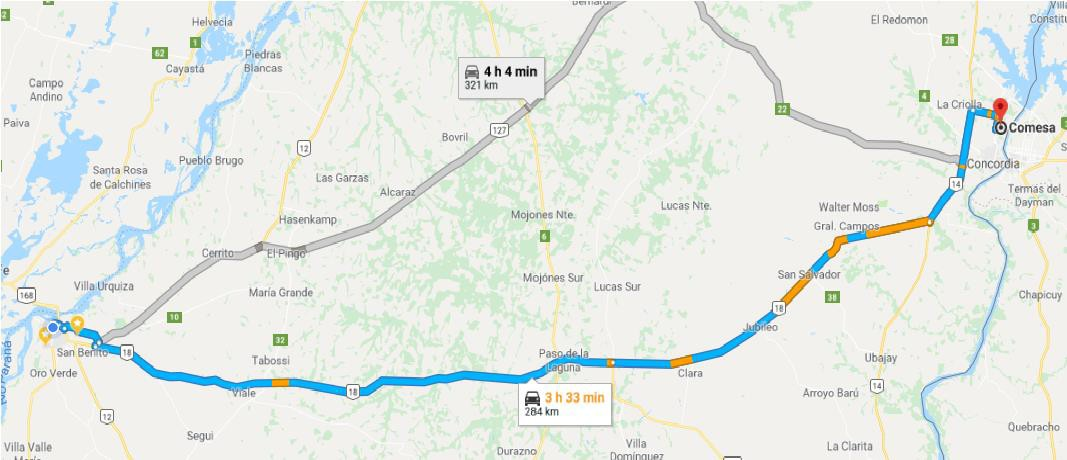 Helvecia
Bernardi
El Redomon
Constitu
1
28
62
Piedras
Blancas
Cayastá
4 h 4 min
321 km
Campo
Andino
4
La Criolla
22
Paiva
127
Comesa
Bovril
12
Pueblo Brugo
Concordia
Santa Rosa
de Calchines
Las Garzas
14
Termas del
Dayman
Alcaraz
Lucas Nte.
Walter Moss
Mojones Nte.
Hasenkamp
Gral. Campos
3
6
Cerrito
El Pingo
San Salvador
Mojónes Sur
Lucas Sur
Villa Urquiza
María Grande
168
38
Chapicuy
18
10
Jubileo
32
San Benito
18
Tabossi
Paso de la
Laguna
Ubajay
Oro Verde
Clara
14
Viale
18
Arroyo Barú
3 h 33 min
284 km
12
Quebracho
Segui
Villa Valle
Durazno
Villa
Domínguez
La Clarita